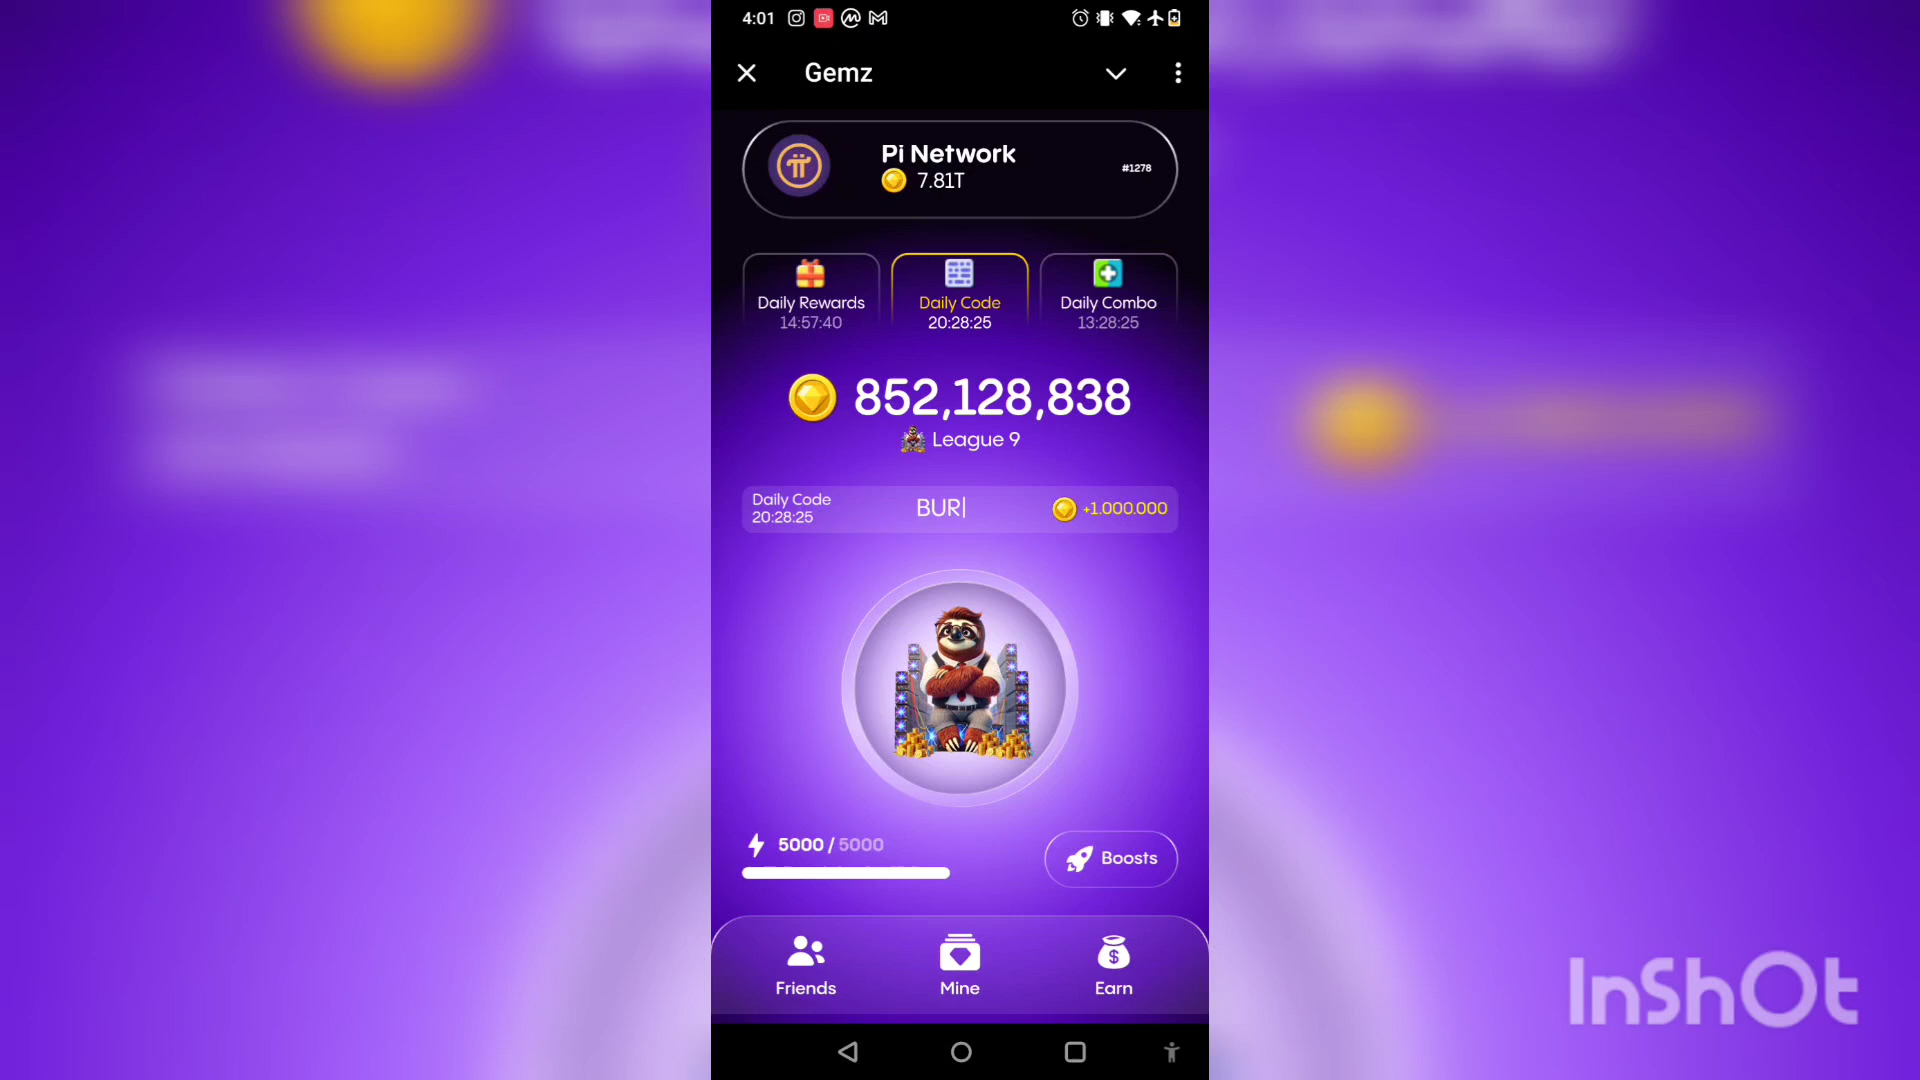 4:01
Gemz
Pi Network
7.81T
#1278
Daily Rewards
14:57:40
Daily Code
20:28:25
Daily Combo
13:28:25
852,128,838
League 9
Daily Code
20:28:25
BUR
+1.000.000
5000 / 5000
Boosts
Friends
Mine
Earn
InShOt